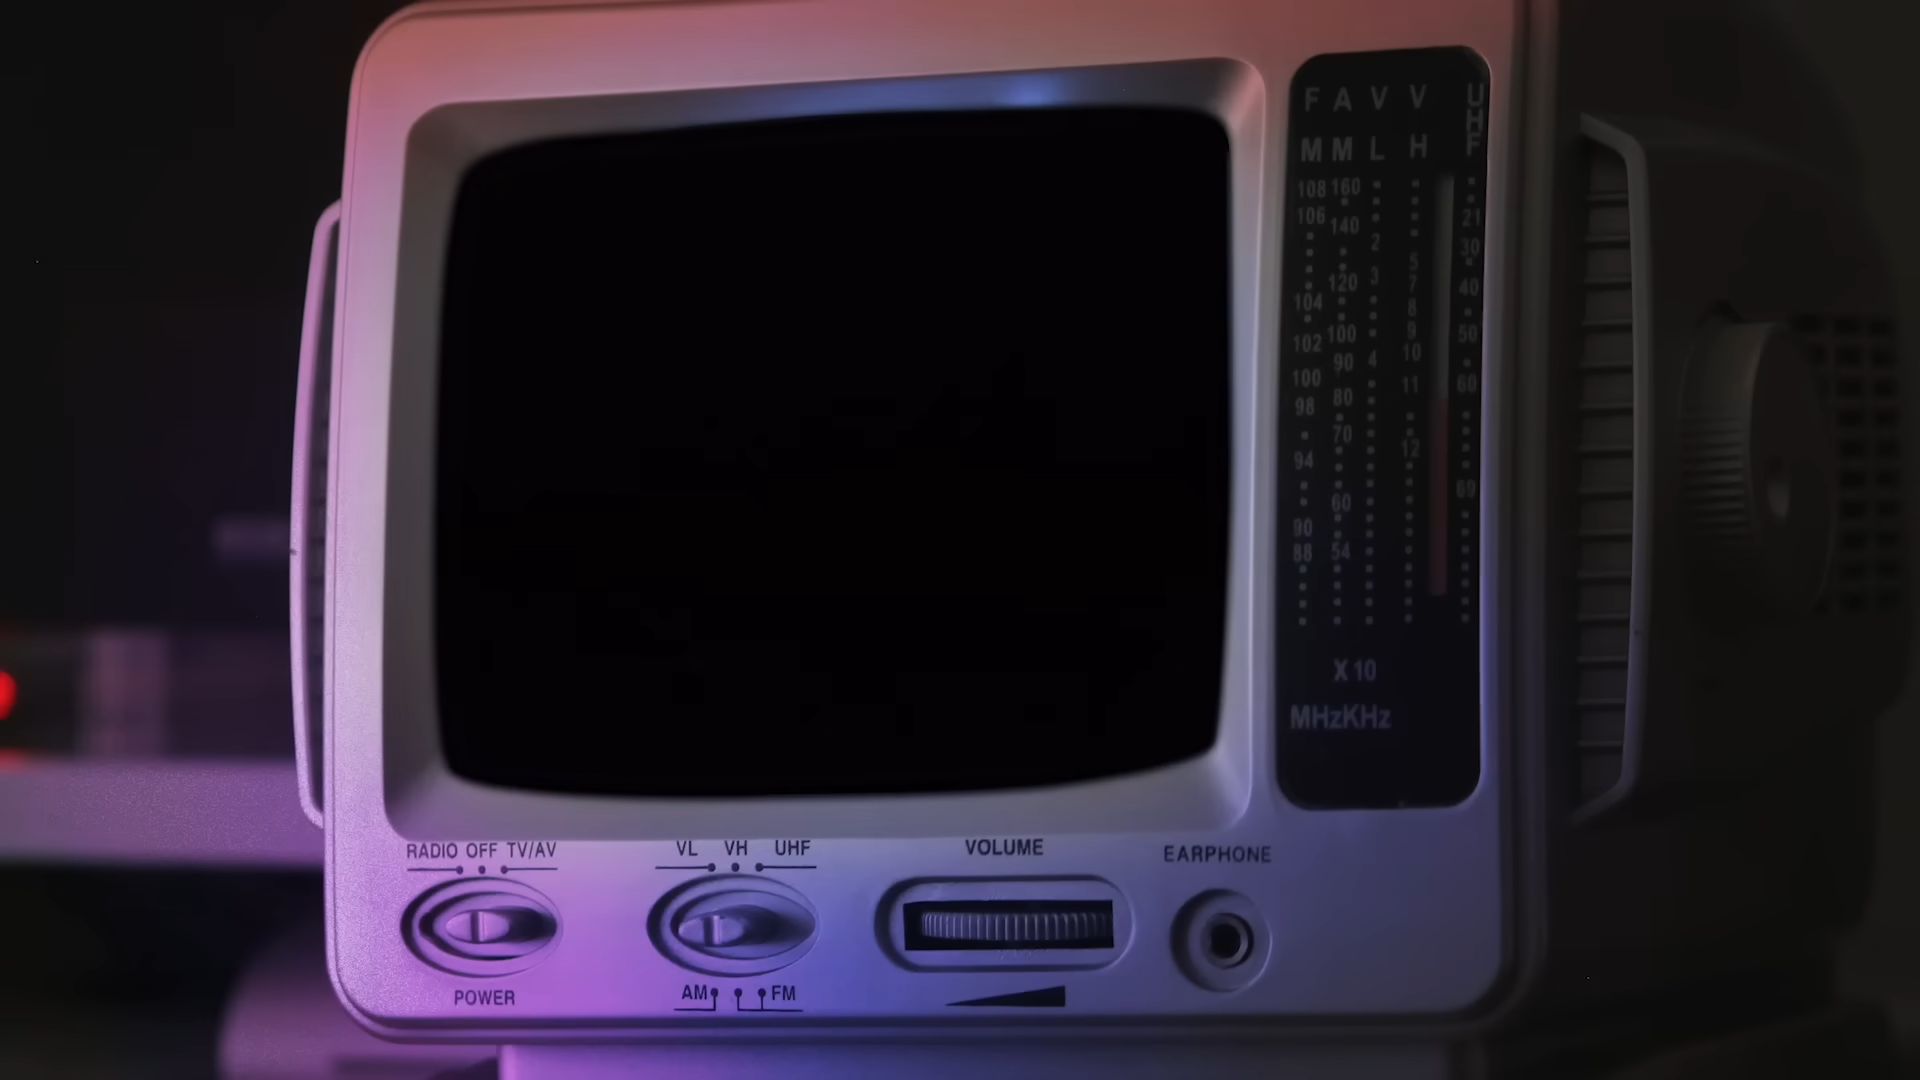 F A V V UHF
M M L H
108 160
106 140 21
2 30
120 3 5 7 40
104 8
102 100 9 50
90 4 10
100 11 60
98 80
70 12
94 69
60
90
88 54
X 10
MHzKHz
RADIO OFF TV/AV
VL VH UHF
VOLUME
EARPHONE
POWER
AM FM